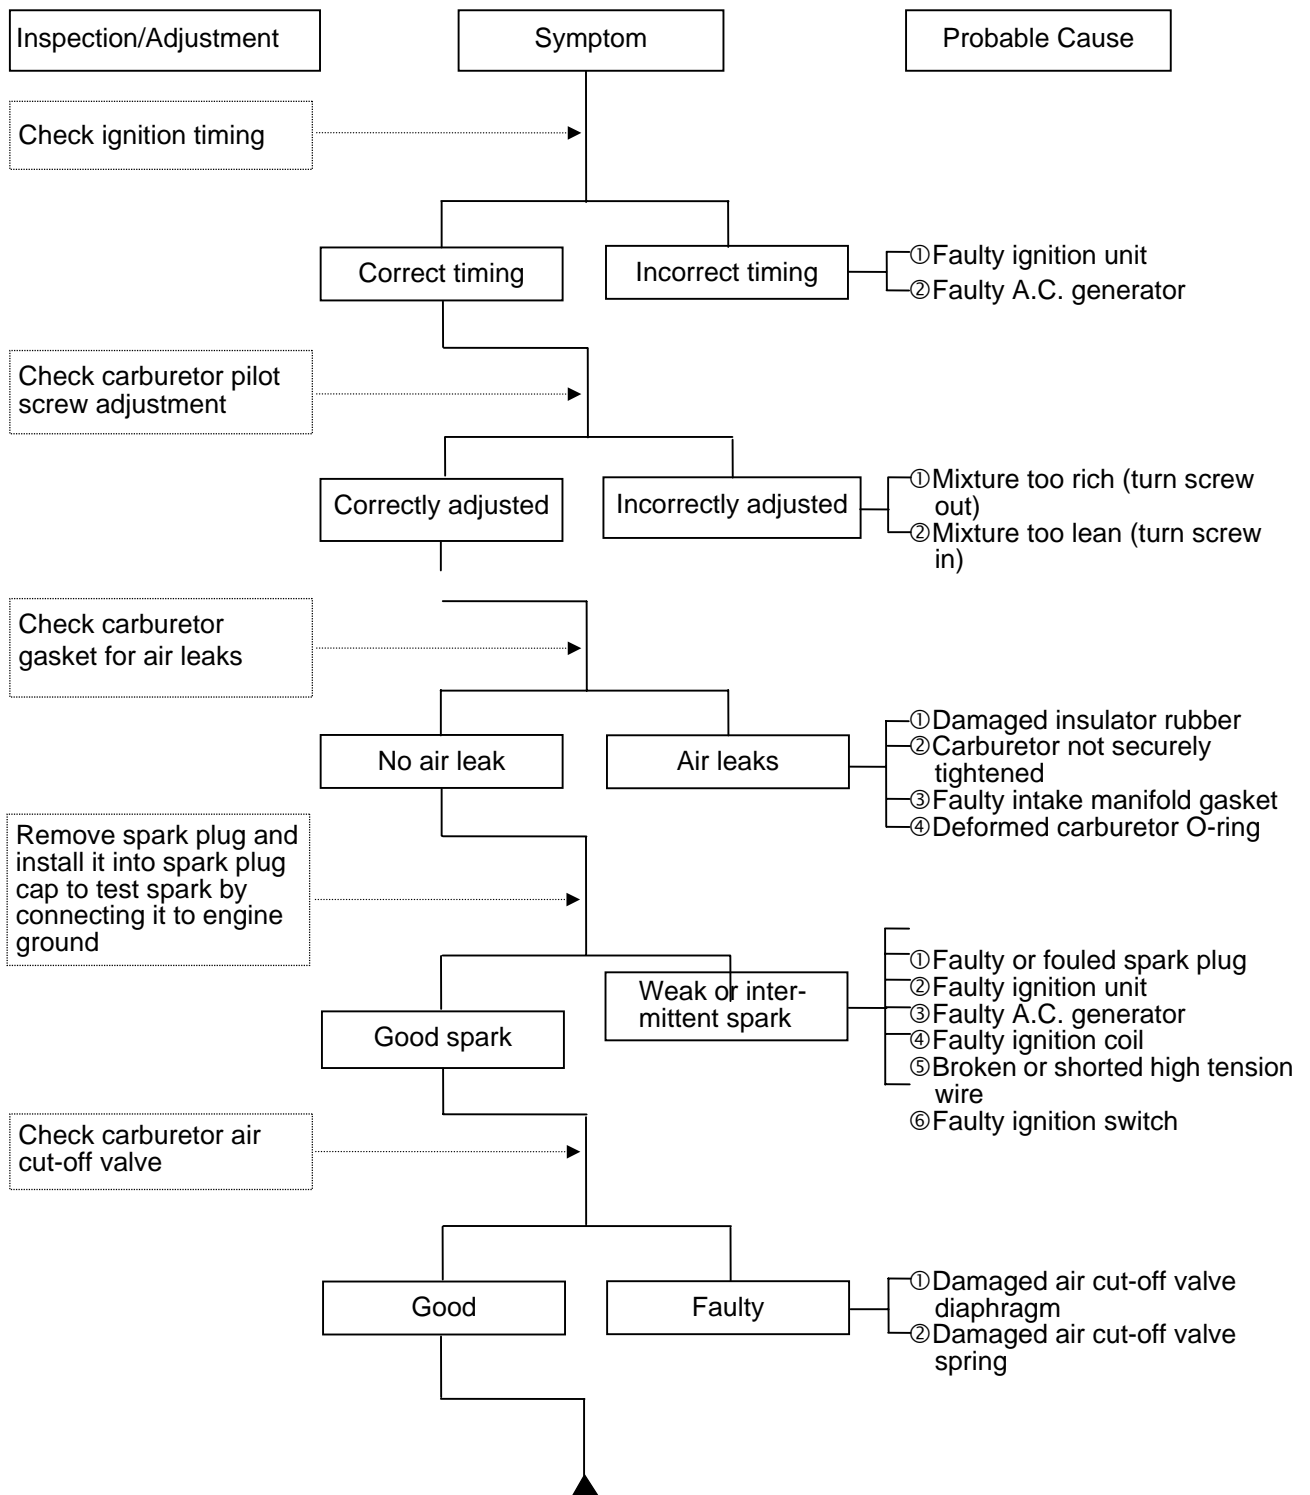 Inspection/Adjustment
Symptom
Probable Cause
Check ignition timing
Correct timing
Incorrect timing
①Faulty ignition unit
②Faulty A.C. generator
Check carburetor pilot
screw adjustment
Correctly adjusted
Incorrectly adjusted
①Mixture too rich (turn screw
out)
②Mixture too lean (turn screw
in)
Check carburetor
gasket for air leaks
No air leak
Air leaks
①Damaged insulator rubber
②Carburetor not securely
tightened
③Faulty intake manifold gasket
④Deformed carburetor O-ring
Remove spark plug and
install it into spark plug
cap to test spark by
connecting it to engine
ground
Good spark
Weak or inter-
mittent spark
①Faulty or fouled spark plug
②Faulty ignition unit
③Faulty A.C. generator
④Faulty ignition coil
⑤Broken or shorted high tension
wire
⑥Faulty ignition switch
Check carburetor air
cut-off valve
Good
Faulty
①Damaged air cut-off valve
diaphragm
②Damaged air cut-off valve
spring